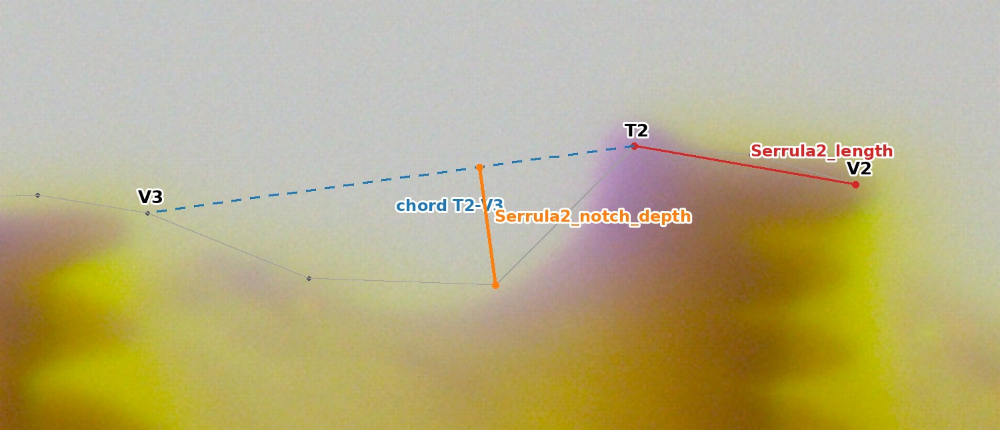 T2
Serrula2_length
V2
V3
chord T2-V3
Serrula2_notch_depth